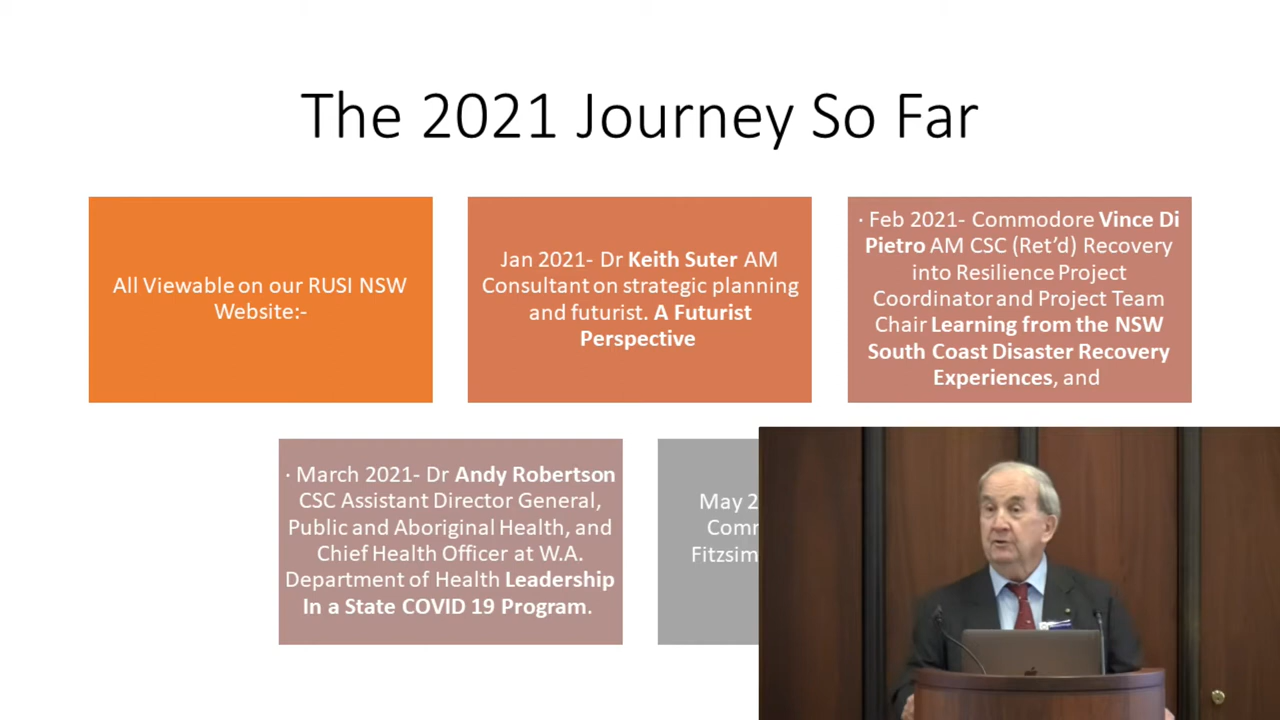 The 2021 Journey So Far
All Viewable on our RUSI NSW
Website:-
Jan 2021- Dr Keith Suter AM
Consultant on strategic planning
and futurist. A Futurist
Perspective
· Feb 2021- Commodore Vince Di
Pietro AM CSC (Ret’d) Recovery
into Resilience Project
Coordinator and Project Team
Chair Learning from the NSW
South Coast Disaster Recovery
Experiences, and
· March 2021- Dr Andy Robertson
CSC Assistant Director General,
Public and Aboriginal Health, and
Chief Health Officer at W.A.
Department of Health Leadership
In a State COVID 19 Program.
May 2
Comm
Fitzsim